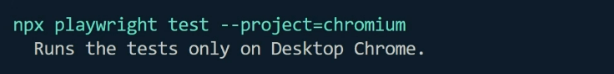 npx playwright test --project=chromium
Runs the tests only on Desktop Chrome.